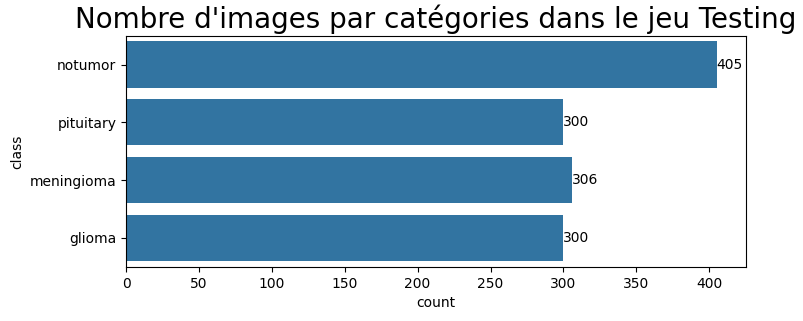 Nombre d'images par catégories dans le jeu Testing
notumor 405
pituitary 300
meningioma 306
glioma 300
class
0 50 100 150 200 250 300 350 400
count